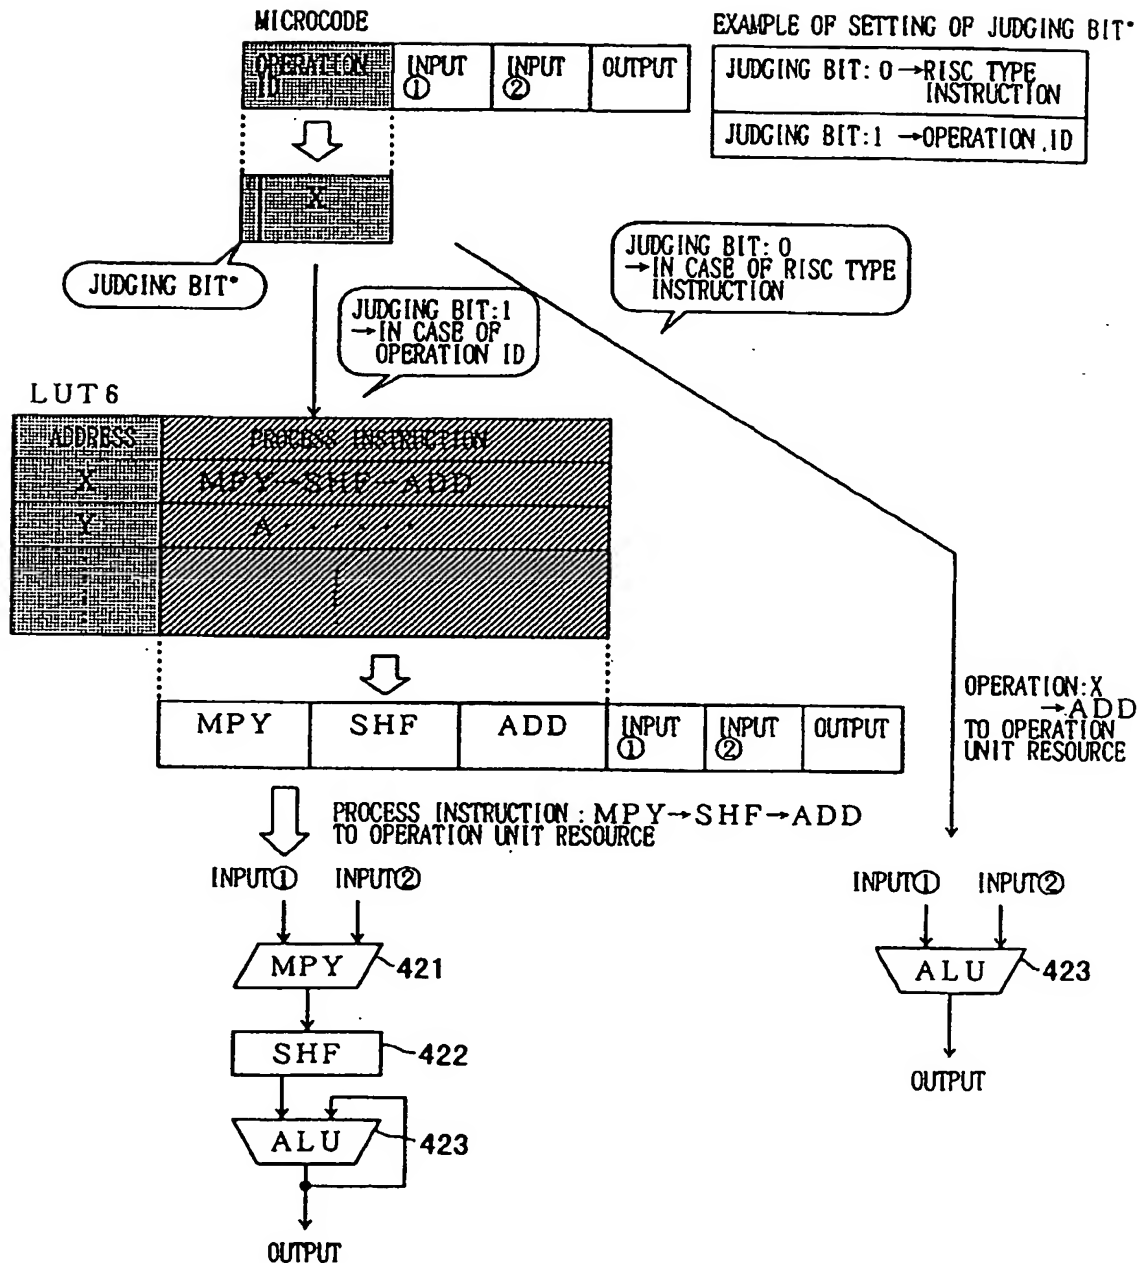 MICROCODE
OPERATION
ID
INPUT
①
INPUT
②
OUTPUT
EXAMPLE OF SETTING OF JUDGING BIT*
JUDGING BIT: 0 →RISC TYPE
INSTRUCTION
JUDGING BIT:1 →OPERATION ID
X
JUDGING BIT*
JUDGING BIT:1
→IN CASE OF
OPERATION ID
JUDGING BIT: 0
→IN CASE OF RISC TYPE
INSTRUCTION
LUT6
ADDRESS
PROCESS INSTRUCTION
X
MPY→SHF→ADD
Y
A・・・・・・
MPY
SHF
ADD
INPUT
①
INPUT
②
OUTPUT
OPERATION:X
→ADD
TO OPERATION
UNIT RESOURCE
PROCESS INSTRUCTION : MPY→SHF→ADD
TO OPERATION UNIT RESOURCE
INPUT① INPUT②
MPY
421
SHF
422
ALU
423
OUTPUT
INPUT① INPUT②
ALU
423
OUTPUT